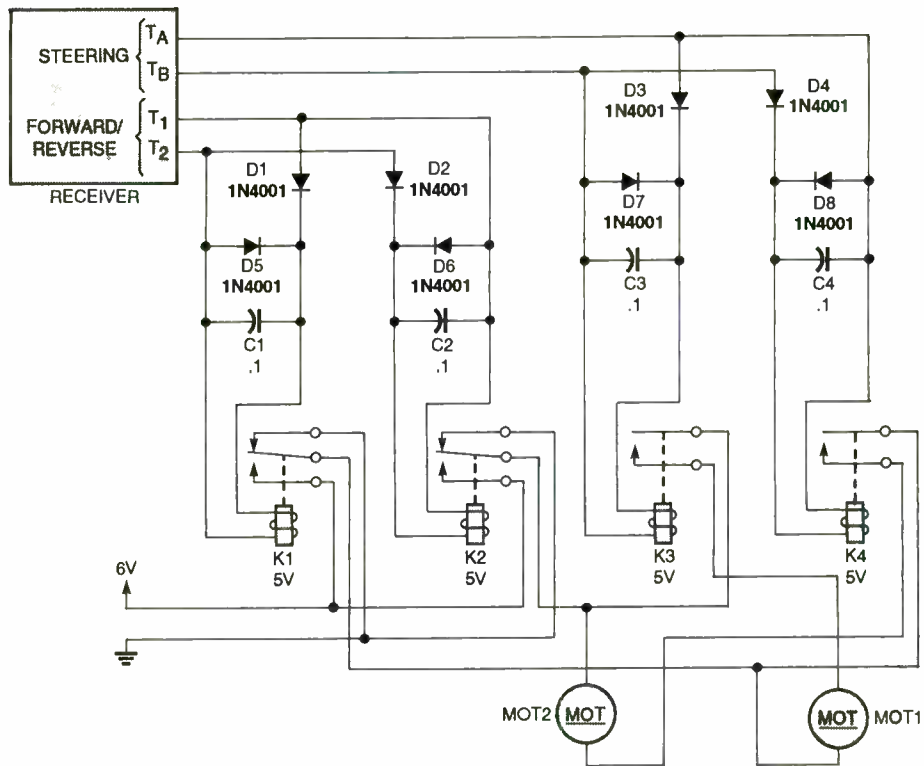 STEERING
TA
TB
FORWARD/
REVERSE
T1
T2
RECEIVER
D1
1N4001
D2
1N4001
D3
1N4001
D4
1N4001
D5
1N4001
D6
1N4001
D7
1N4001
D8
1N4001
C1
.1
C2
.1
C3
.1
C4
.1
K1
5V
K2
5V
K3
5V
K4
5V
6V
MOT2
MOT
MOT
MOT1